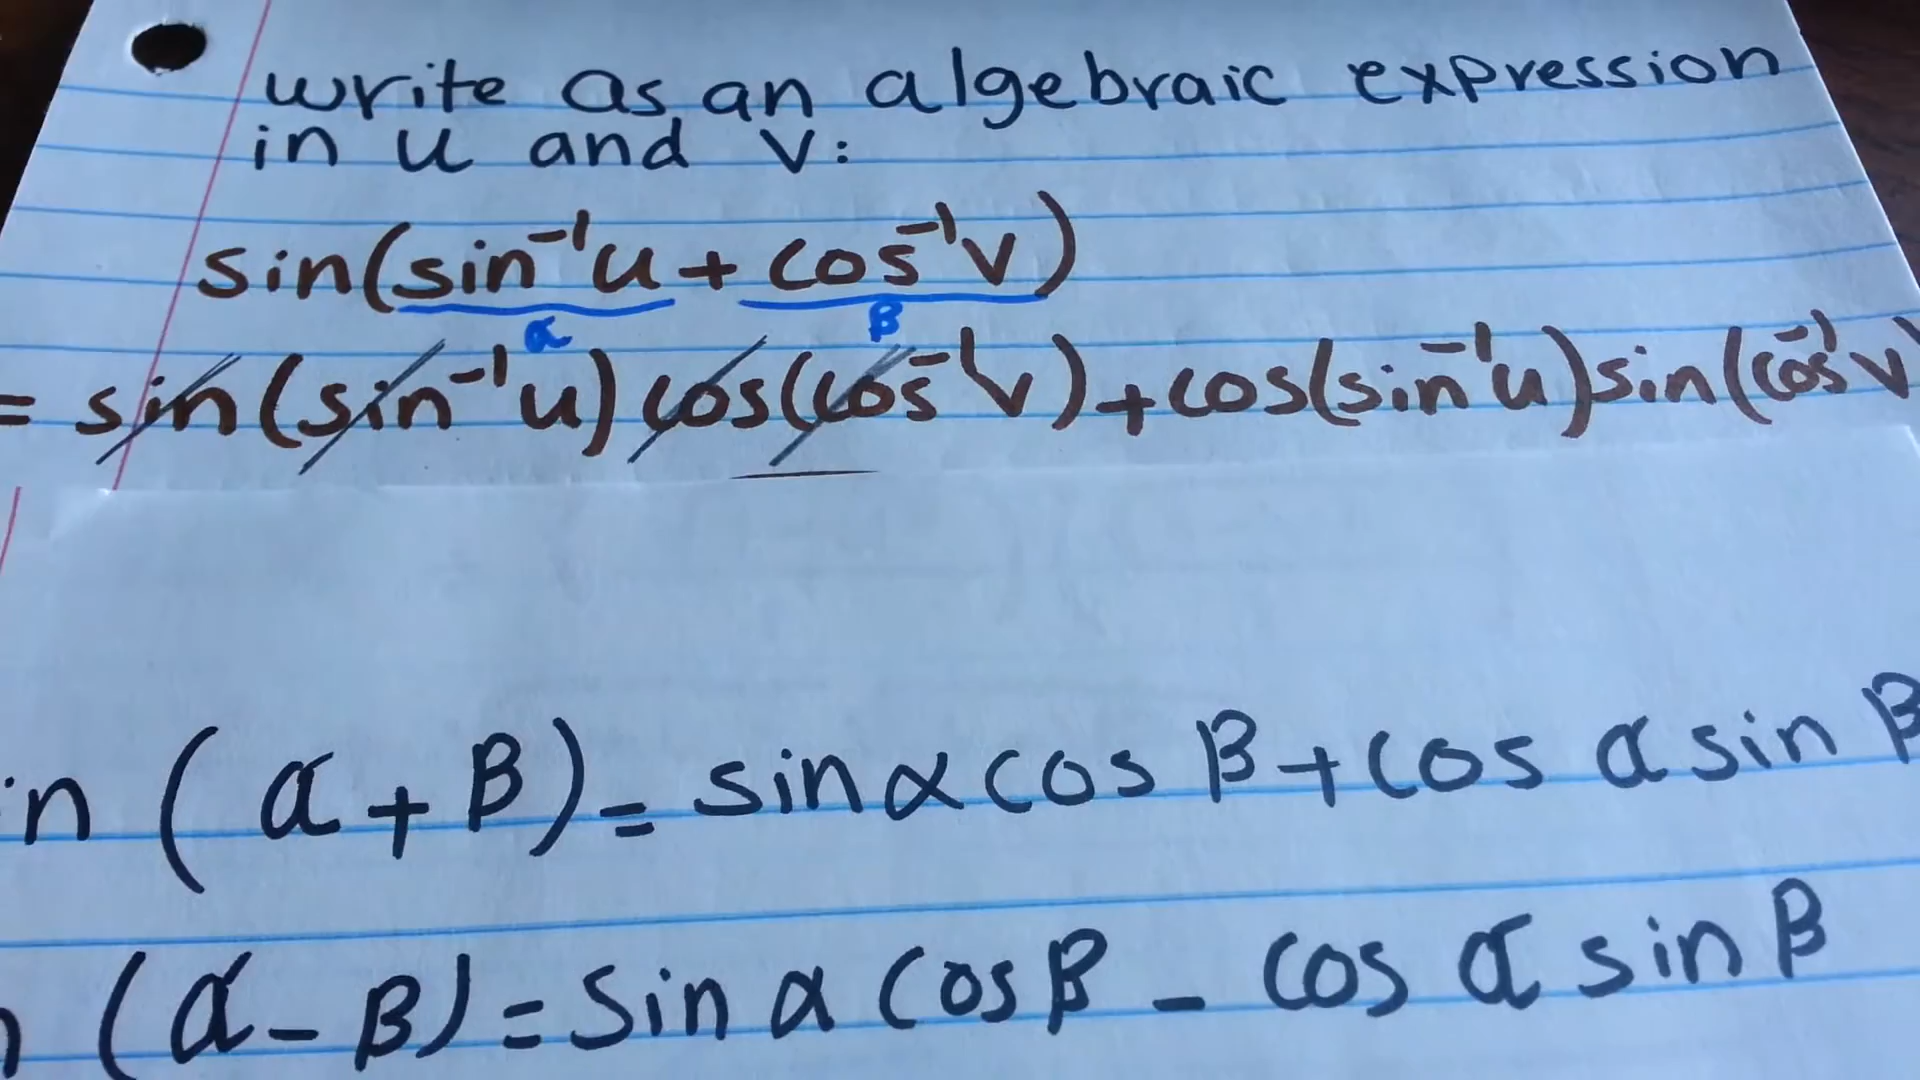 write as an algebraic expression
in u and v:
sin(sin⁻¹u + cos⁻¹v)
α β
= sin(sin⁻¹u) cos(cos⁻¹v) + cos(sin⁻¹u) sin(cos⁻¹v)
in (α + β) = sin α cos β + cos α sin β
(α - β) = sin α cos β - cos α sin β